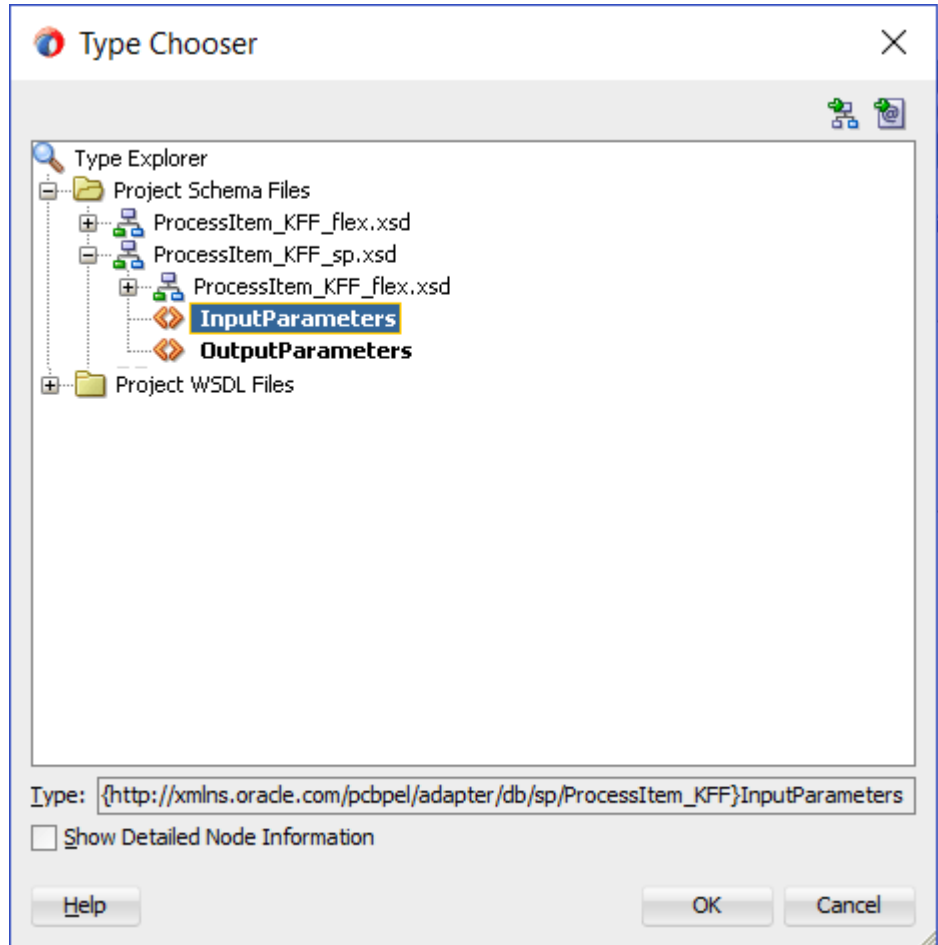 Type Chooser
Type Explorer
Project Schema Files
ProcessItem_KFF_flex.xsd
ProcessItem_KFF_sp.xsd
ProcessItem_KFF_flex.xsd
InputParameters
OutputParameters
Project WSDL Files
Type: {http://xmlns.oracle.com/pcbpel/adapter/db/sp/ProcessItem_KFF}InputParameters
Show Detailed Node Information
Help OK Cancel